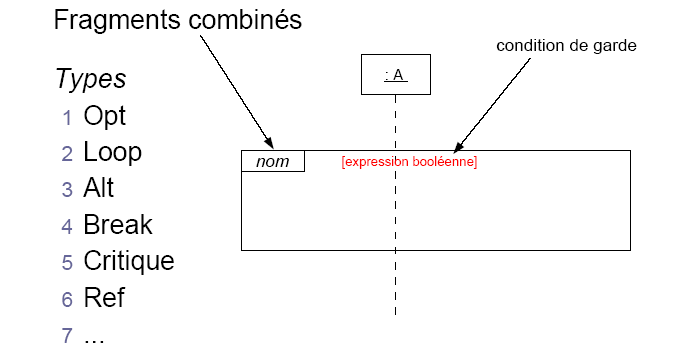 Fragments combinés
condition de garde
Types
: A
1 Opt
2 Loop
nom
[expression booléenne]
3 Alt
4 Break
5 Critique
6 Ref
7 ...